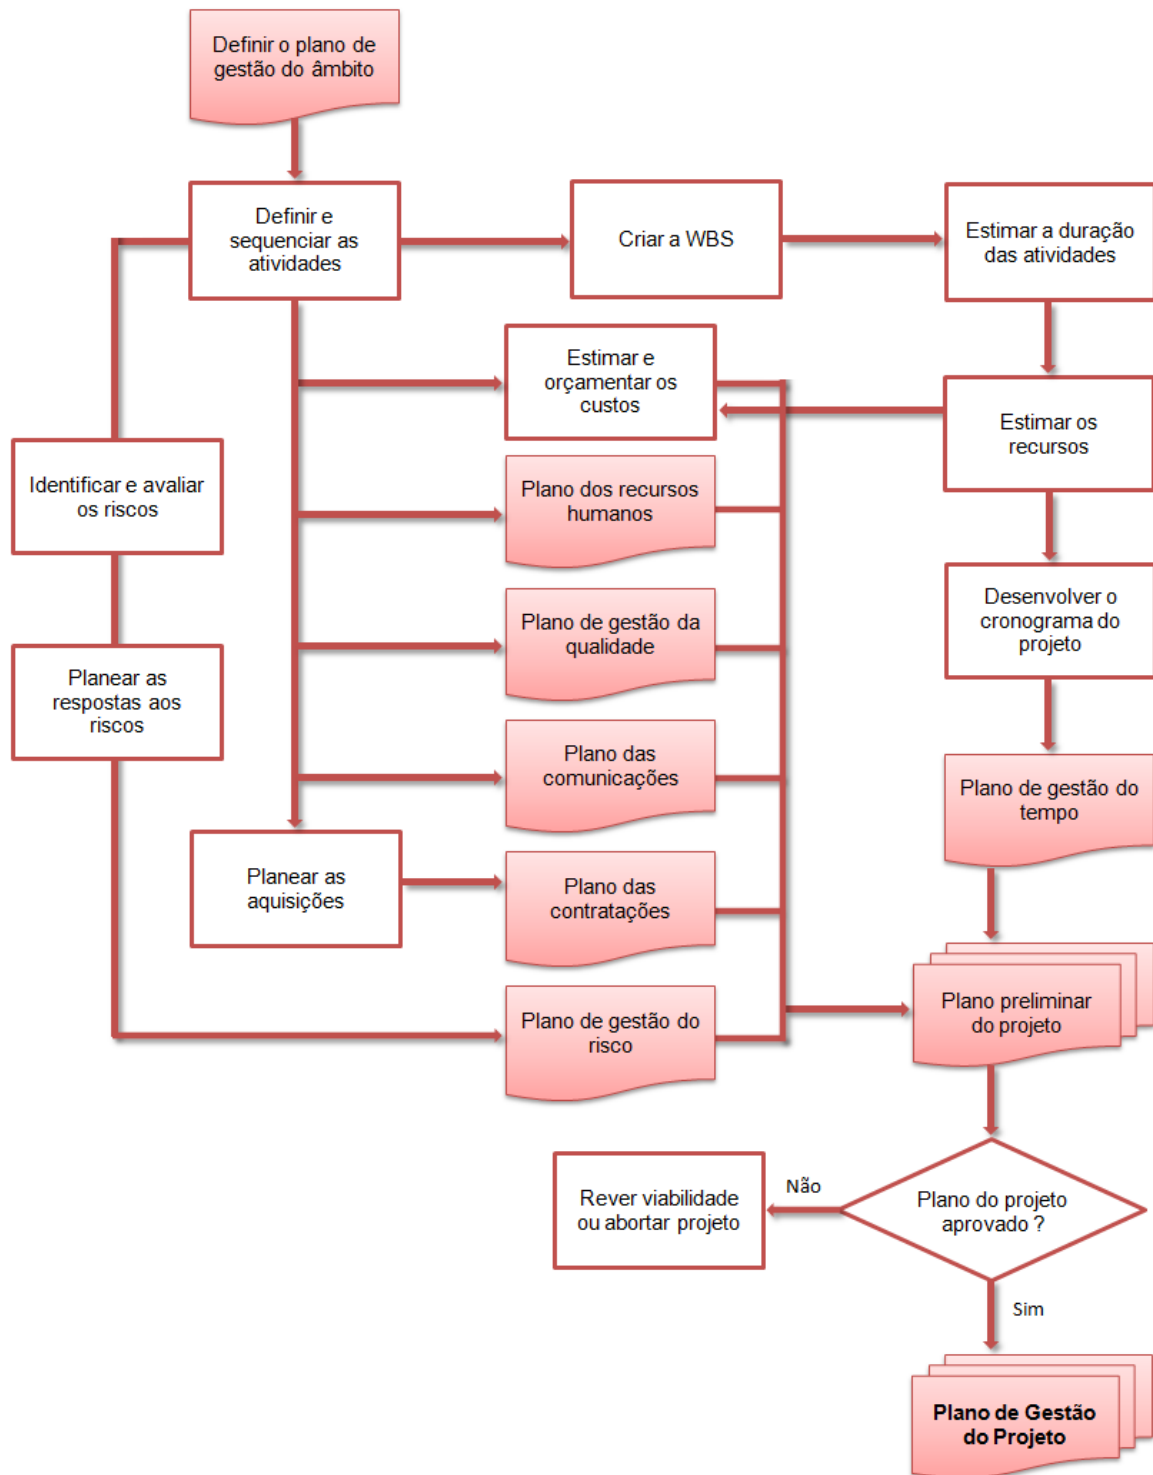 Definir o plano de
gestão do âmbito
Definir e
sequenciar as
atividades
Criar a WBS
Estimar a duração
das atividades
Estimar e
orçamentar os
custos
Estimar os
recursos
Identificar e avaliar
os riscos
Plano dos recursos
humanos
Desenvolver o
cronograma do
projeto
Plano de gestão da
qualidade
Planear as
respostas aos
riscos
Plano das
comunicações
Plano de gestão do
tempo
Planear as
aquisições
Plano das
contratações
Plano de gestão do
risco
Plano preliminar
do projeto
Rever viabilidade
ou abortar projeto
Não
Plano do projeto
aprovado ?
Sim
Plano de Gestão
do Projeto